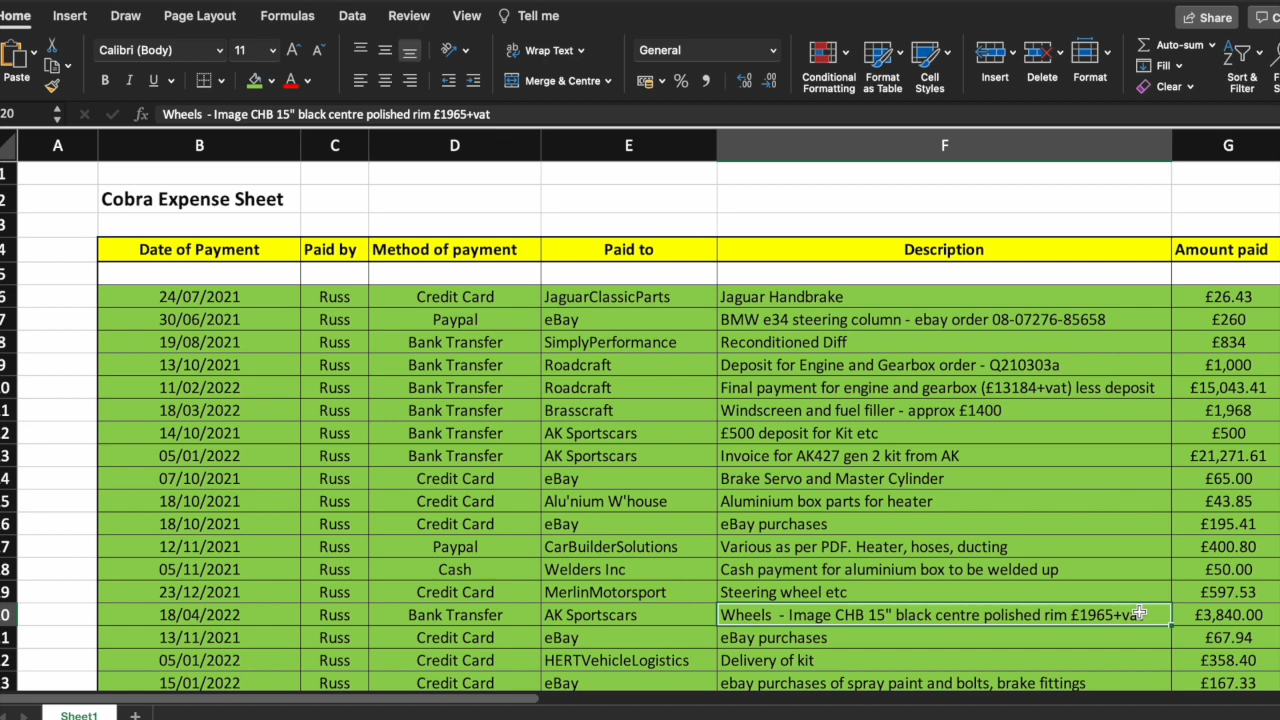 Home Insert Draw Page Layout Formulas Data Review View Tell me Share
Calibri (Body) 11 Wrap Text General Auto-sum
Paste B I U Merge & Centre Conditional Formatting Format as Table Cell Styles Insert Delete Format Fill Clear Sort & Filter
20 fx Wheels - Image CHB 15" black centre polished rim £1965+vat
A B C D E F G
1
2 Cobra Expense Sheet
3
4 Date of Payment Paid by Method of payment Paid to Description Amount paid
5
6 24/07/2021 Russ Credit Card JaguarClassicParts Jaguar Handbrake £26.43
7 30/06/2021 Russ Paypal eBay BMW e34 steering column - ebay order 08-07276-85658 £260
8 19/08/2021 Russ Bank Transfer SimplyPerformance Reconditioned Diff £834
9 13/10/2021 Russ Bank Transfer Roadcraft Deposit for Engine and Gearbox order - Q210303a £1,000
0 11/02/2022 Russ Bank Transfer Roadcraft Final payment for engine and gearbox (£13184+vat) less deposit £15,043.41
1 18/03/2022 Russ Bank Transfer Brasscraft Windscreen and fuel filler - approx £1400 £1,968
2 14/10/2021 Russ Bank Transfer AK Sportscars £500 deposit for Kit etc £500
3 05/01/2022 Russ Bank Transfer AK Sportscars Invoice for AK427 gen 2 kit from AK £21,271.61
4 07/10/2021 Russ Credit Card eBay Brake Servo and Master Cylinder £65.00
5 18/10/2021 Russ Credit Card Alu'nium W'house Aluminium box parts for heater £43.85
6 18/10/2021 Russ Credit Card eBay eBay purchases £195.41
7 12/11/2021 Russ Paypal CarBuilderSolutions Various as per PDF. Heater, hoses, ducting £400.80
8 05/11/2021 Russ Cash Welders Inc Cash payment for aluminium box to be welded up £50.00
9 23/12/2021 Russ Credit Card MerlinMotorsport Steering wheel etc £597.53
0 18/04/2022 Russ Bank Transfer AK Sportscars Wheels - Image CHB 15" black centre polished rim £1965+vat £3,840.00
1 13/11/2021 Russ Credit Card eBay eBay purchases £67.94
2 05/01/2022 Russ Credit Card HERTVehicleLogistics Delivery of kit £358.40
3 15/01/2022 Russ Credit Card eBay ebay purchases of spray paint and bolts, brake fittings £167.33
Sheet1